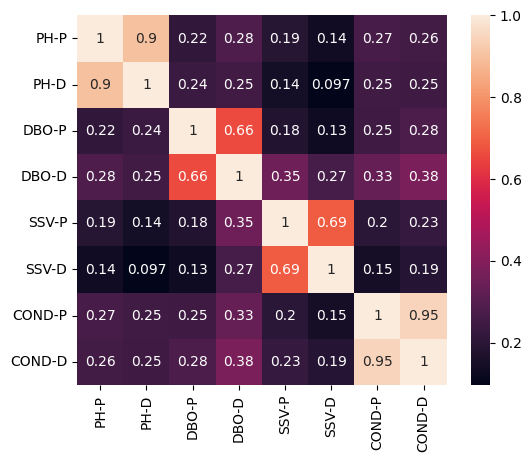 PH-P 1 0.9 0.22 0.28 0.19 0.14 0.27 0.26
PH-D 0.9 1 0.24 0.25 0.14 0.097 0.25 0.25
DBO-P 0.22 0.24 1 0.66 0.18 0.13 0.25 0.28
DBO-D 0.28 0.25 0.66 1 0.35 0.27 0.33 0.38
SSV-P 0.19 0.14 0.18 0.35 1 0.69 0.2 0.23
SSV-D 0.14 0.097 0.13 0.27 0.69 1 0.15 0.19
COND-P 0.27 0.25 0.25 0.33 0.2 0.15 1 0.95
COND-D 0.26 0.25 0.28 0.38 0.23 0.19 0.95 1
PH-P PH-D DBO-P DBO-D SSV-P SSV-D COND-P COND-D
1.0
0.8
0.6
0.4
0.2